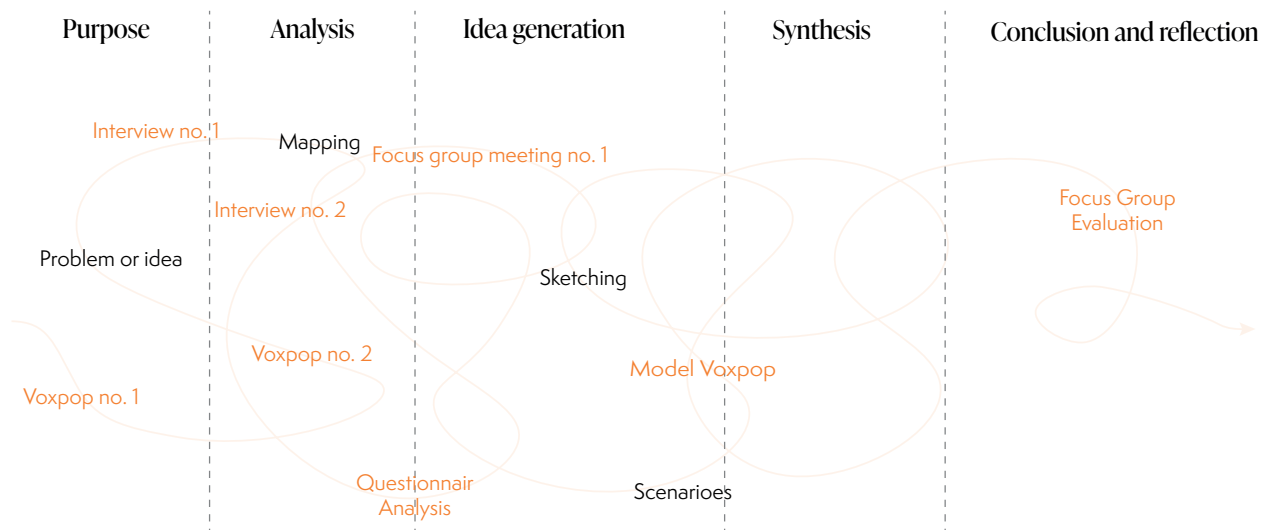 Purpose
Analysis
Idea generation
Synthesis
Conclusion and reflection
Interview no. 1
Mapping
Focus group meeting no. 1
Interview no. 2
Focus Group
Evaluation
Problem or idea
Sketching
Voxpop no. 2
Model Voxpop
Voxpop no. 1
Questionnair
Analysis
Scenarioes